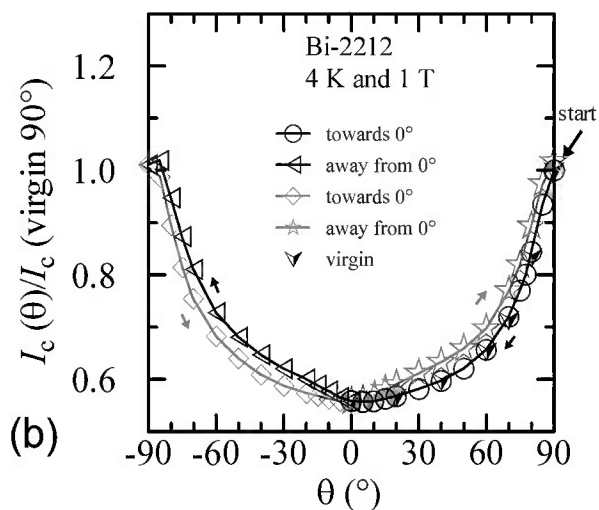 Bi-2212
4 K and 1 T
start
towards 0°
away from 0°
towards 0°
away from 0°
virgin
1.2
1.0
0.8
0.6
I_c(θ)/I_c (virgin 90°)
(b)
-90 -60 -30 0 30 60 90
θ (°)